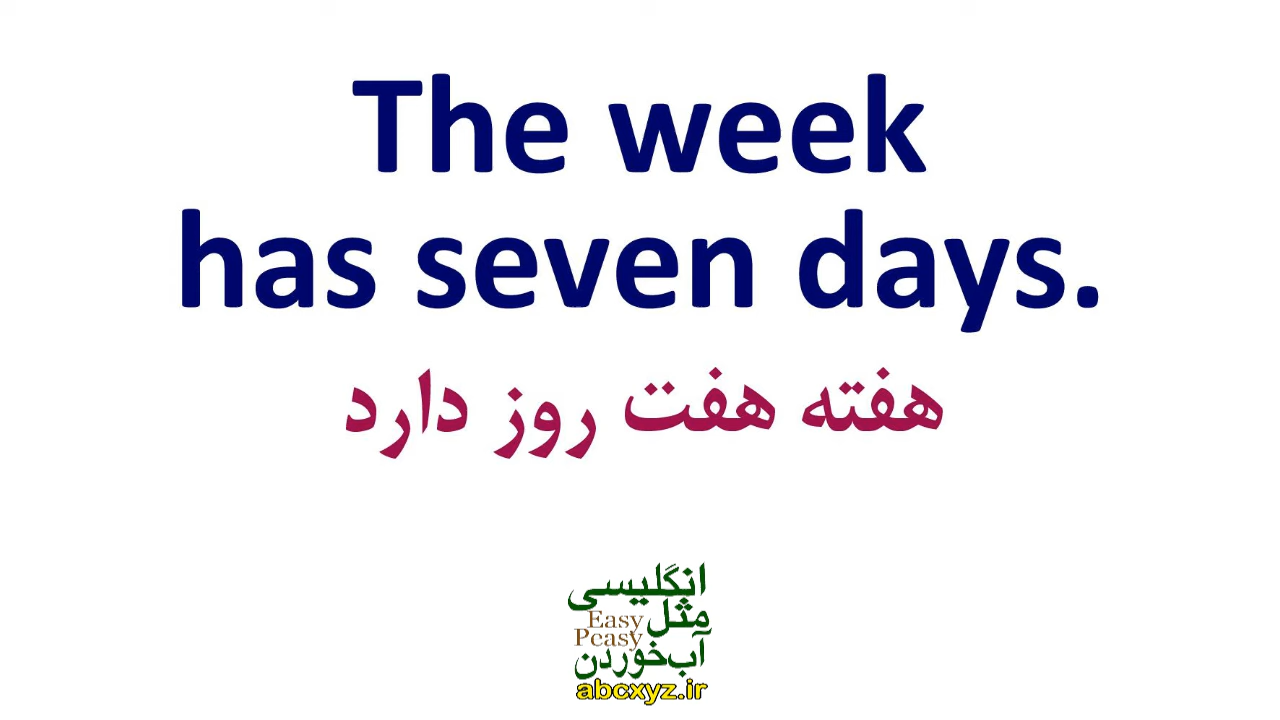 The week
has seven days.
هفته هفت روز دارد
انگلیسی
مثل
Easy
Peasy
آب‌خوردن
abcxyz.ir